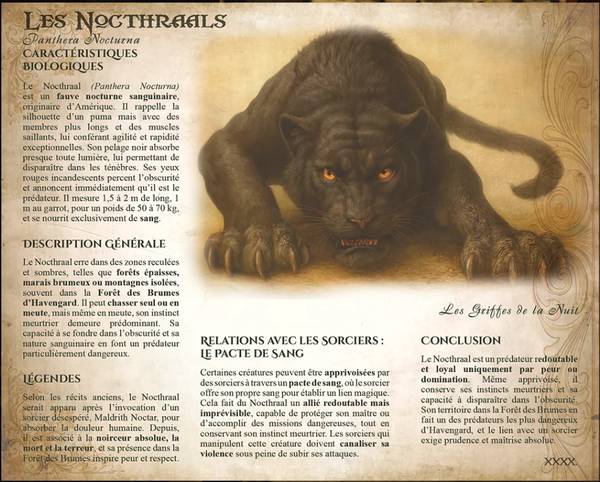 Les Nocthraals
Panthera Nocturna
Caractéristiques
biologiques
Le Nocthraal (Panthera Nocturna)
est un fauve nocturne sanguinaire,
originaire d’Amérique. Il rappelle la
silhouette d’un puma mais avec des
membres plus longs et des muscles
saillants, lui conférant agilité et rapidité
exceptionnelles. Son pelage noir absorbe
presque toute lumière, lui permettant de
disparaître dans les ténèbres. Ses yeux
rouges incandescents percent l’obscurité
et annoncent immédiatement qu’il est le
prédateur. Il mesure 1,5 à 2 m de long, 1
m au garrot, pour un poids de 50 à 70 kg,
et se nourrit exclusivement de sang.
Description Générale
Le Nocthraal erre dans des zones reculées
et sombres, telles que forêts épaisses,
marais brumeux ou montagnes isolées,
souvent dans la Forêt des Brumes
d’Havengard. Il peut chasser seul ou en
meute, mais même en meute, son instinct
meurtrier demeure prédominant. Sa
capacité à se fondre dans l’obscurité et sa
nature sanguinaire en font un prédateur
particulièrement dangereux.
Légendes
Selon les récits anciens, le Nocthraal
serait apparu après l’invocation d’un
sorcier désespéré, Maldrith Noctar, pour
absorber la douleur humaine. Depuis,
il est associé à la noirceur absolue, la
mort et la terreur, et sa présence dans la
Forêt des Brumes inspire peur et respect.
Les Griffes de la Nuit
Relations avec les Sorciers :
Le Pacte de Sang
Certaines créatures peuvent être apprivoisées par
des sorciers à travers un pacte de sang, où le sorcier
offre son propre sang pour établir un lien magique.
Cela fait du Nocthraal un allié redoutable mais
imprévisible, capable de protéger son maître ou
d’accomplir des missions dangereuses, tout en
conservant son instinct meurtrier. Les sorciers qui
manipulent cette créature doivent canaliser sa
violence sous peine de subir ses attaques.
Conclusion
Le Nocthraal est un prédateur redoutable
et loyal uniquement par peur ou
domination. Même apprivoisé, il
conserve ses instincts meurtriers et sa
capacité à disparaître dans l’obscurité.
Son territoire dans la Forêt des Brumes en
fait un des prédateurs les plus dangereux
d’Havengard, et le lien avec un sorcier
exige prudence et maîtrise absolue.
XXXX